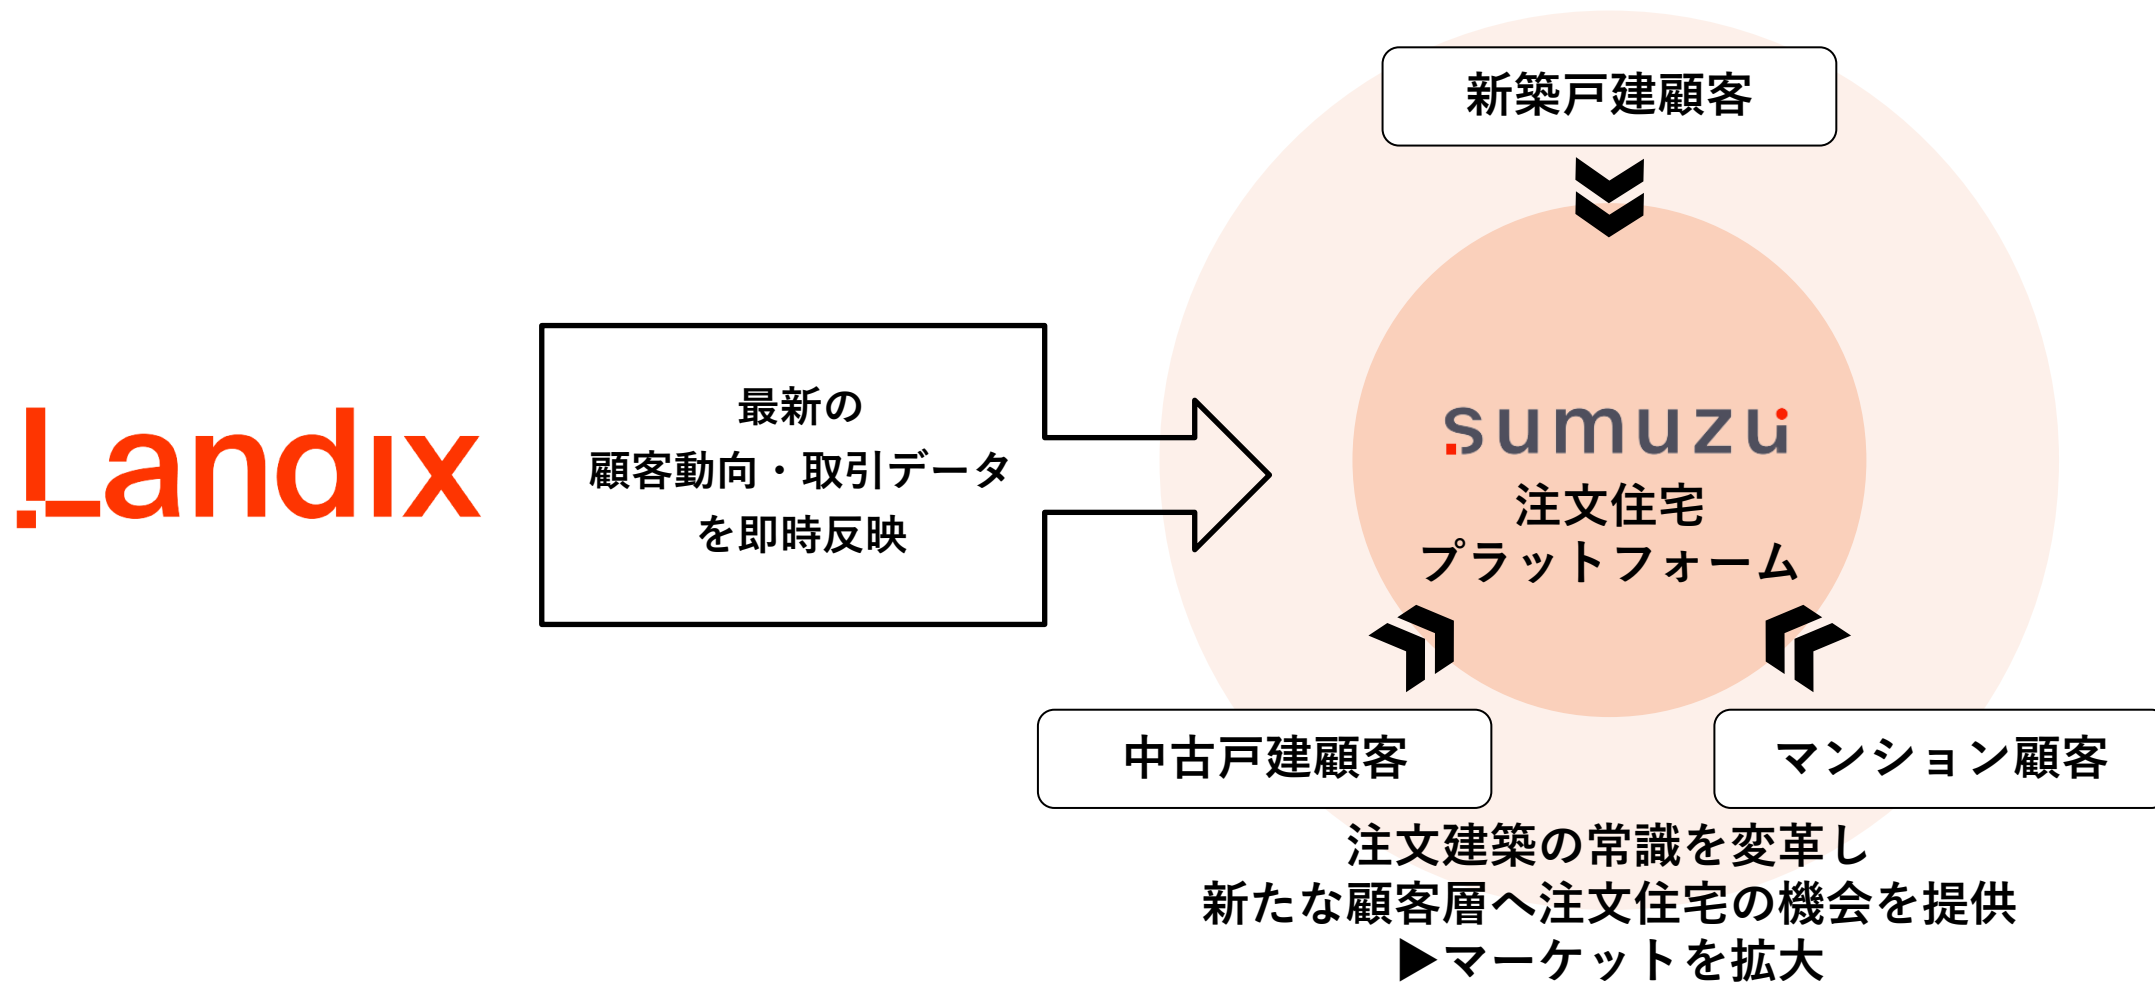 Landix
最新の
顧客動向・取引データ
を即時反映
新築戸建顧客
sumuzu
注文住宅
プラットフォーム
中古戸建顧客
マンション顧客
注文建築の常識を変革し
新たな顧客層へ注文住宅の機会を提供
▶マーケットを拡大